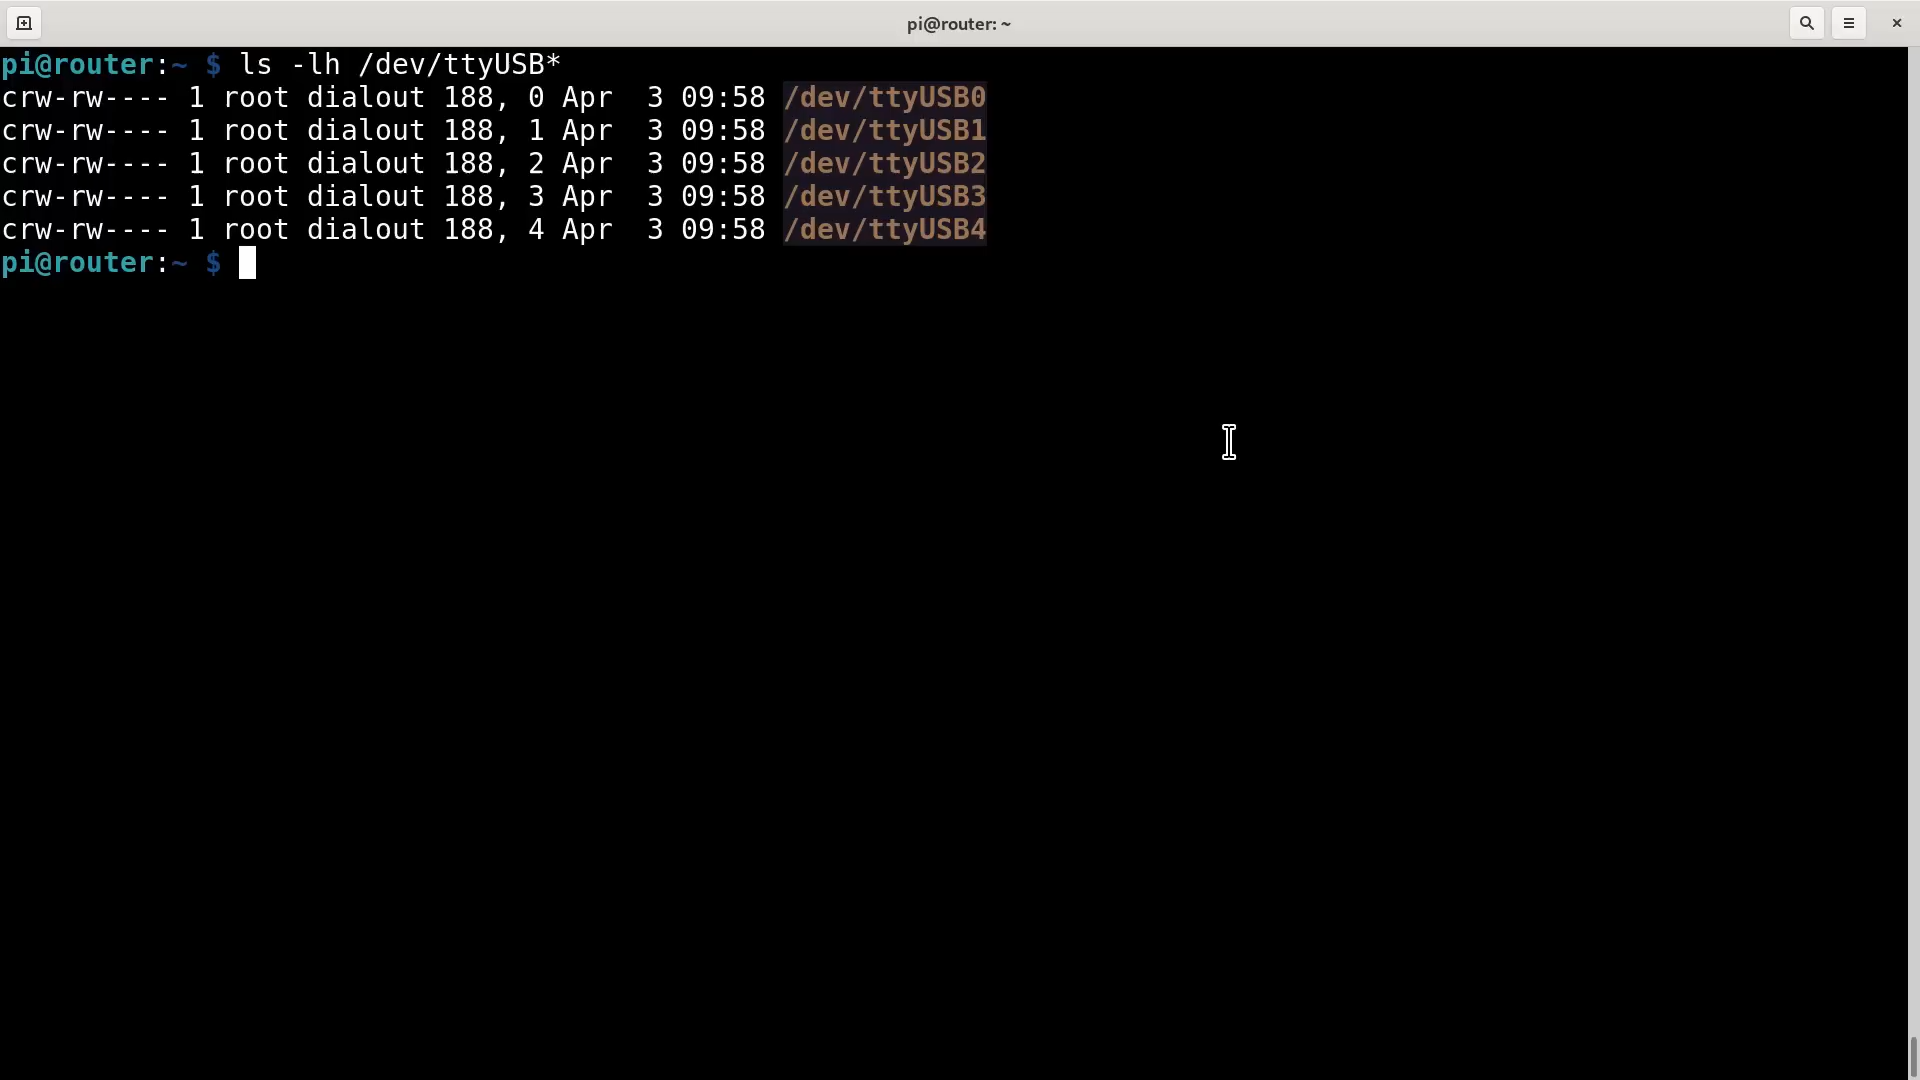 pi@router: ~
pi@router:~ $ ls -lh /dev/ttyUSB*
crw-rw---- 1 root dialout 188, 0 Apr  3 09:58 /dev/ttyUSB0
crw-rw---- 1 root dialout 188, 1 Apr  3 09:58 /dev/ttyUSB1
crw-rw---- 1 root dialout 188, 2 Apr  3 09:58 /dev/ttyUSB2
crw-rw---- 1 root dialout 188, 3 Apr  3 09:58 /dev/ttyUSB3
crw-rw---- 1 root dialout 188, 4 Apr  3 09:58 /dev/ttyUSB4
pi@router:~ $